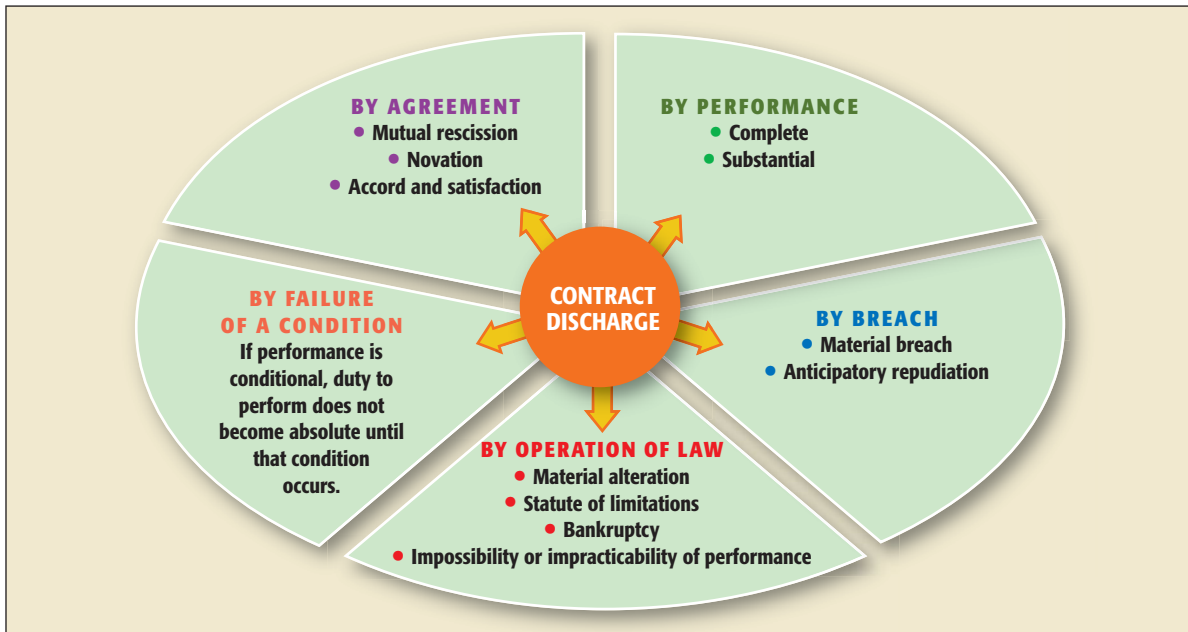 BY AGREEMENT
• Mutual rescission
• Novation
• Accord and satisfaction
BY PERFORMANCE
• Complete
• Substantial
BY FAILURE
OF A CONDITION
If performance is
conditional, duty to
perform does not
become absolute until
that condition
occurs.
CONTRACT
DISCHARGE
BY BREACH
• Material breach
• Anticipatory repudiation
BY OPERATION OF LAW
• Material alteration
• Statute of limitations
• Bankruptcy
• Impossibility or impracticability of performance